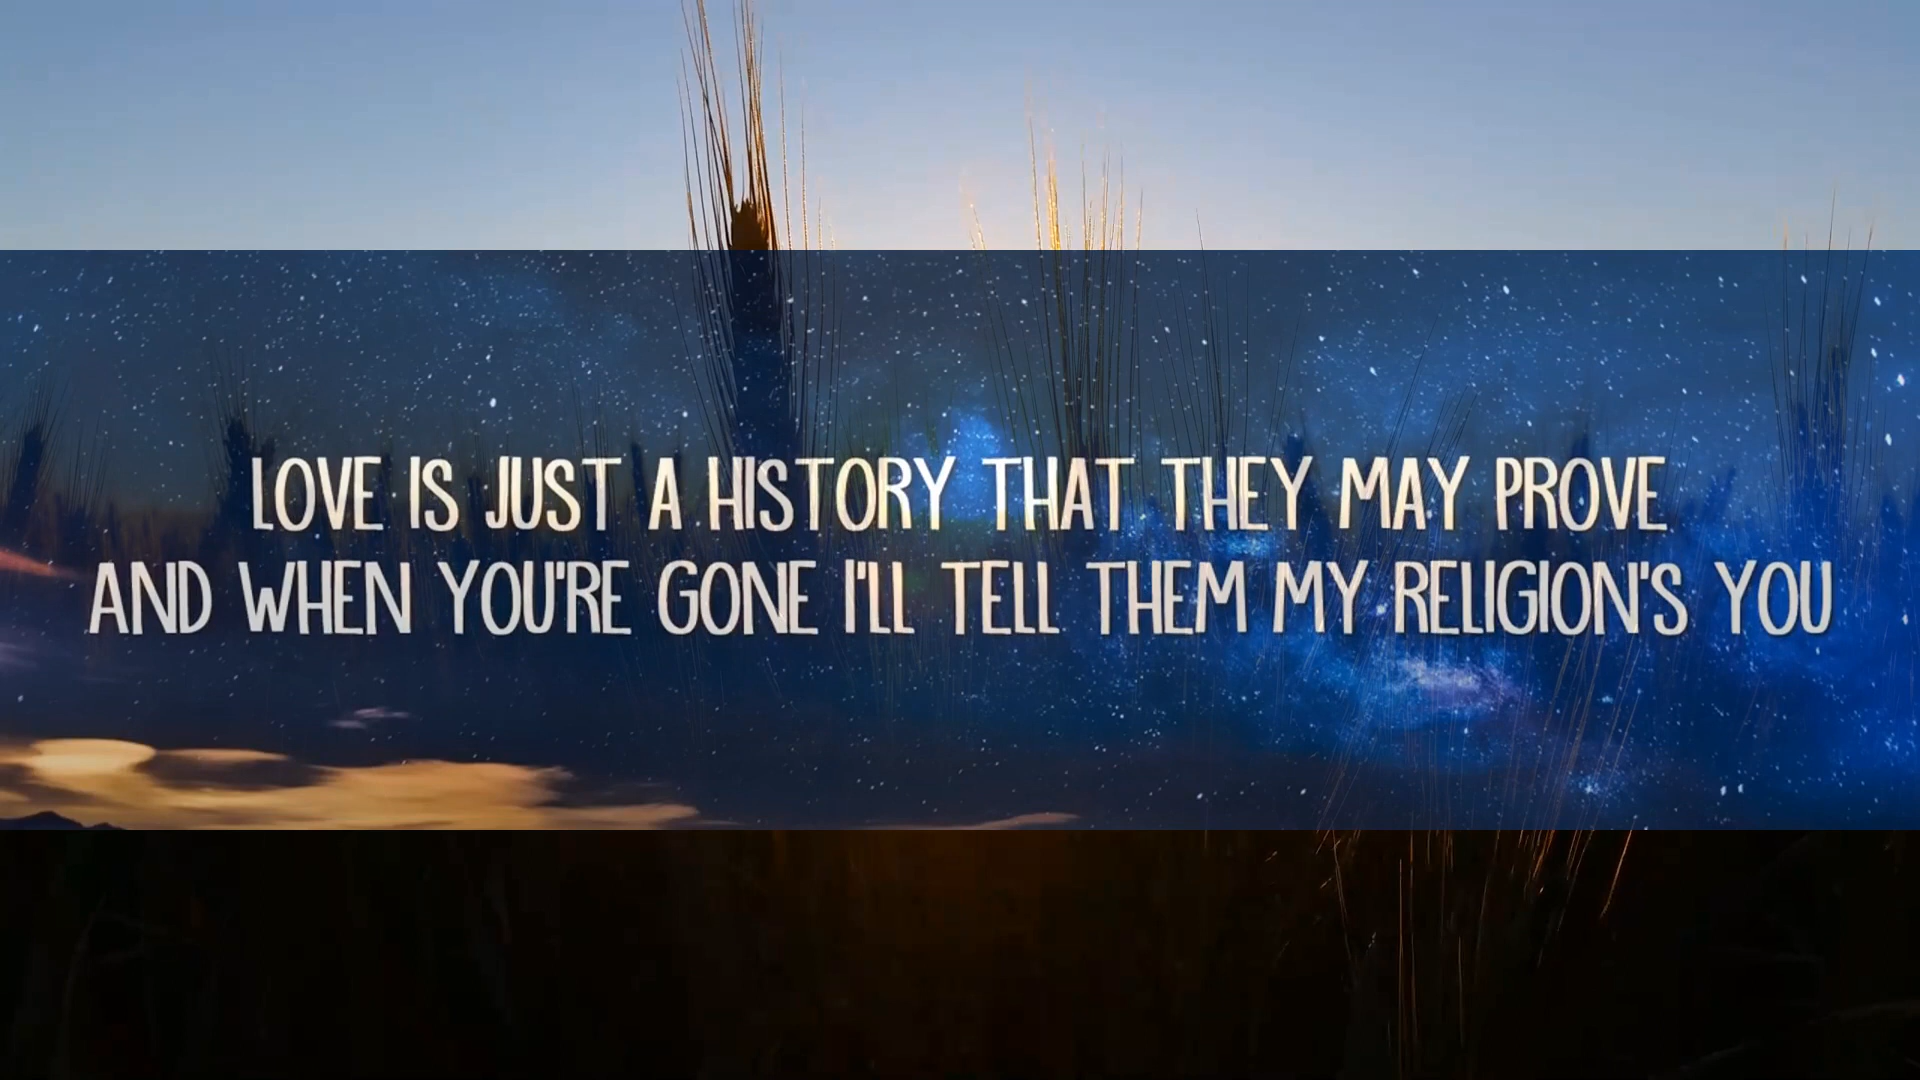 LOVE IS JUST A HISTORY THAT THEY MAY PROVE
AND WHEN YOU'RE GONE I'LL TELL THEM MY RELIGION'S YOU